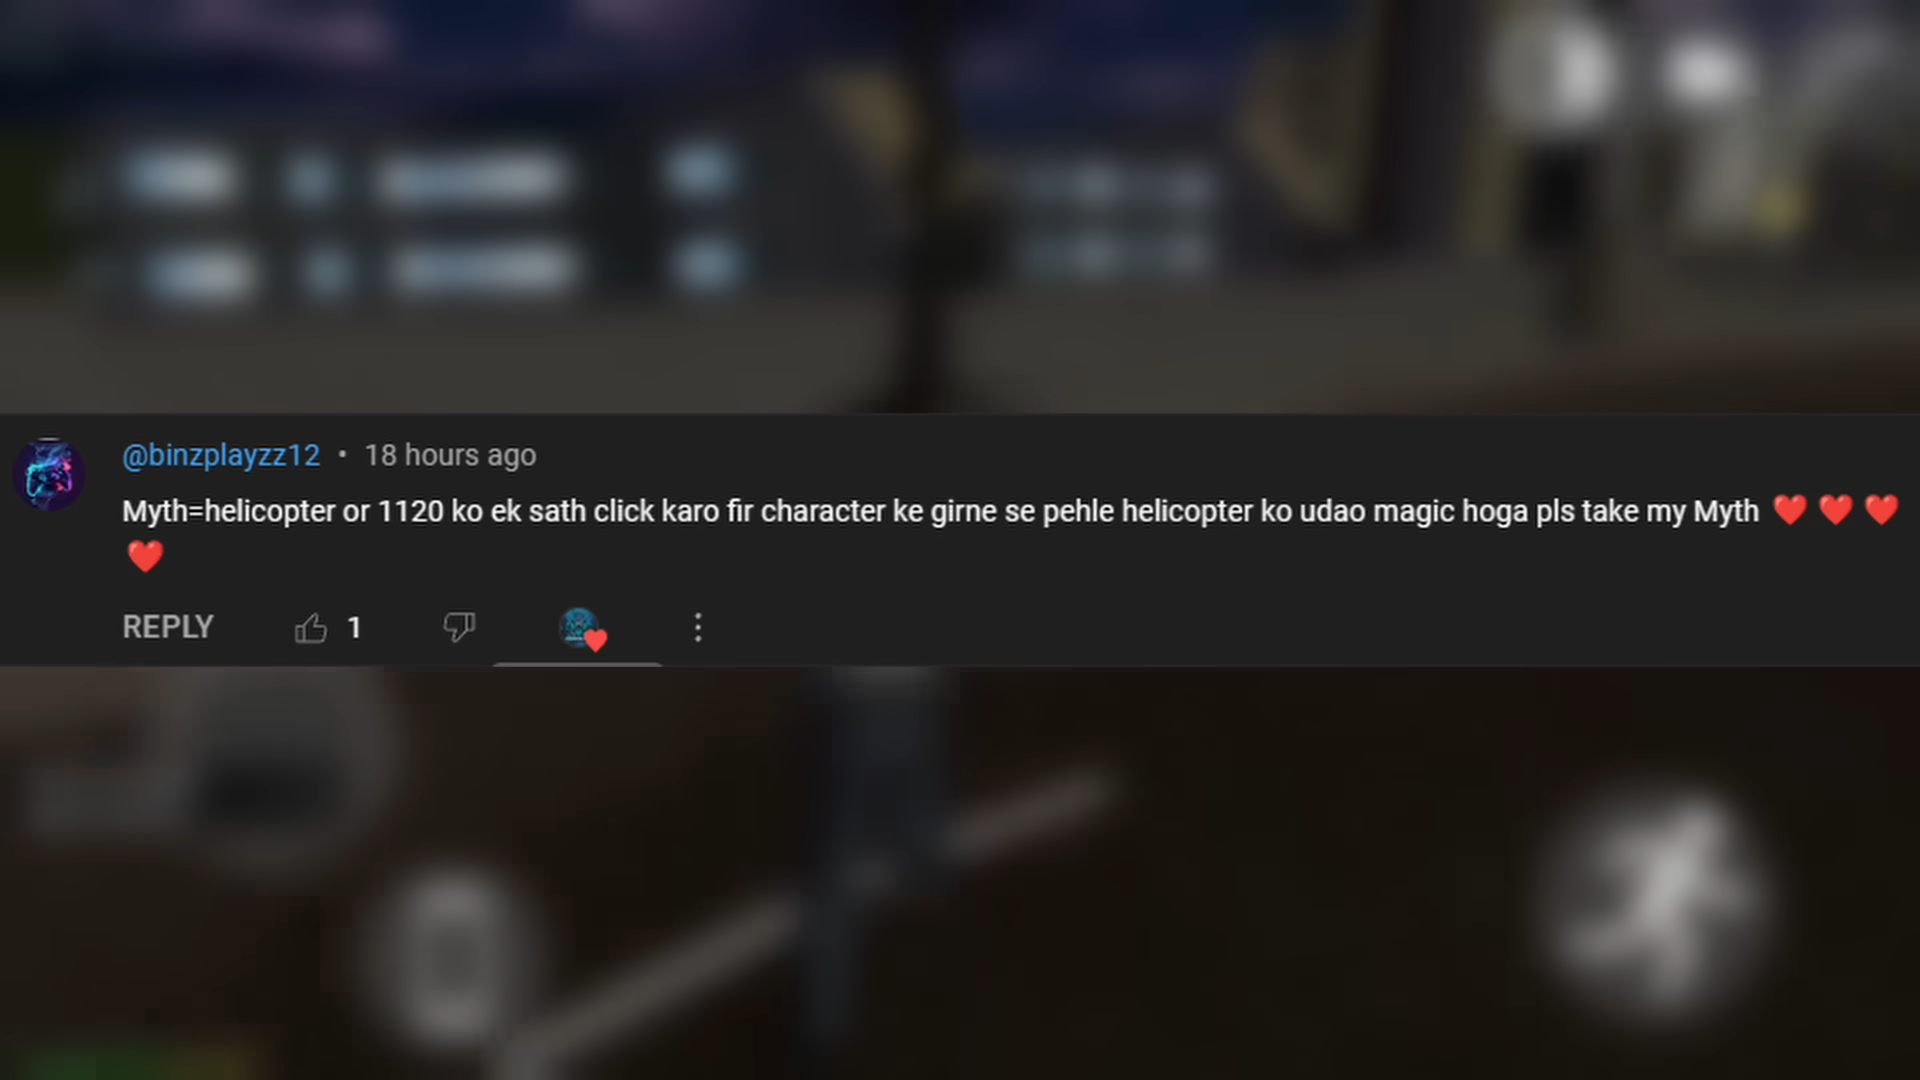 @binzplayzz12 • 18 hours ago
Myth=helicopter or 1120 ko ek sath click karo fir character ke girne se pehle helicopter ko udao magic hoga pls take my Myth ❤️ ❤️ ❤️
❤️
REPLY 1